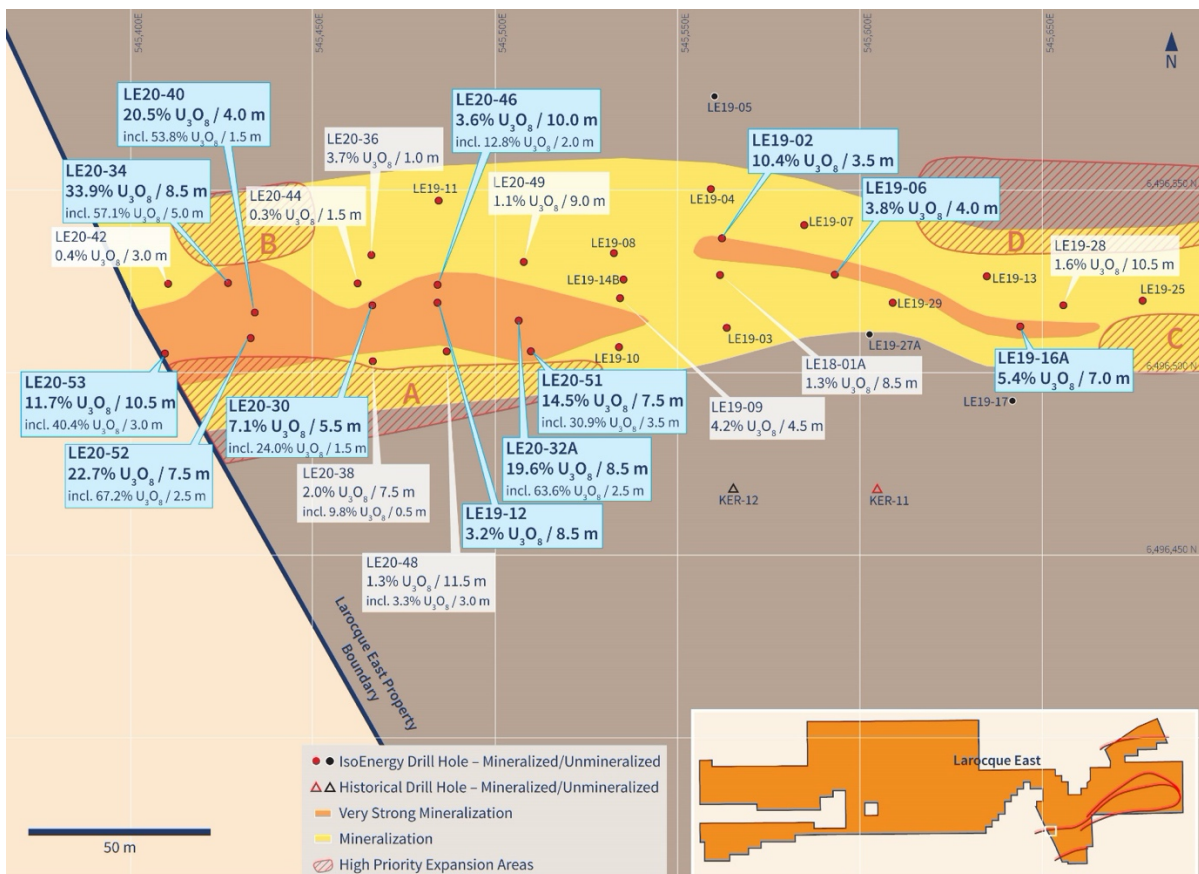 545,400E
545,450E
545,500E
545,550E
545,600E
545,650E
N
LE20-40
20.5% U₃O₈ / 4.0 m
incl. 53.8% U₃O₈ / 1.5 m
LE20-46
3.6% U₃O₈ / 10.0 m
incl. 12.8% U₃O₈ / 2.0 m
LE19-05
LE20-36
3.7% U₃O₈ / 1.0 m
LE19-02
10.4% U₃O₈ / 3.5 m
LE20-34
33.9% U₃O₈ / 8.5 m
incl. 57.1% U₃O₈ / 5.0 m
LE20-44
0.3% U₃O₈ / 1.5 m
LE19-11
LE20-49
1.1% U₃O₈ / 9.0 m
LE19-04
LE19-06
3.8% U₃O₈ / 4.0 m
6,496,550 N
LE20-42
0.4% U₃O₈ / 3.0 m
B
LE19-08
LE19-07
D
LE19-28
1.6% U₃O₈ / 10.5 m
LE19-14B
LE19-13
LE19-25
LE19-29
LE19-03
LE19-27A
C
LE19-10
LE18-01A
1.3% U₃O₈ / 8.5 m
LE19-16A
5.4% U₃O₈ / 7.0 m
6,496,500 N
LE20-53
11.7% U₃O₈ / 10.5 m
incl. 40.4% U₃O₈ / 3.0 m
A
LE20-30
7.1% U₃O₈ / 5.5 m
incl. 24.0% U₃O₈ / 1.5 m
LE20-51
14.5% U₃O₈ / 7.5 m
incl. 30.9% U₃O₈ / 3.5 m
LE19-09
4.2% U₃O₈ / 4.5 m
LE19-17
LE20-52
22.7% U₃O₈ / 7.5 m
incl. 67.2% U₃O₈ / 2.5 m
LE20-32A
19.6% U₃O₈ / 8.5 m
incl. 63.6% U₃O₈ / 2.5 m
LE20-38
2.0% U₃O₈ / 7.5 m
incl. 9.8% U₃O₈ / 0.5 m
LE19-12
3.2% U₃O₈ / 8.5 m
KER-12
KER-11
LE20-48
1.3% U₃O₈ / 11.5 m
incl. 3.3% U₃O₈ / 3.0 m
6,496,450 N
Larocque East Property
Boundary
IsoEnergy Drill Hole – Mineralized/Unmineralized
Historical Drill Hole – Mineralized/Unmineralized
Very Strong Mineralization
Mineralization
High Priority Expansion Areas
50 m
Larocque East